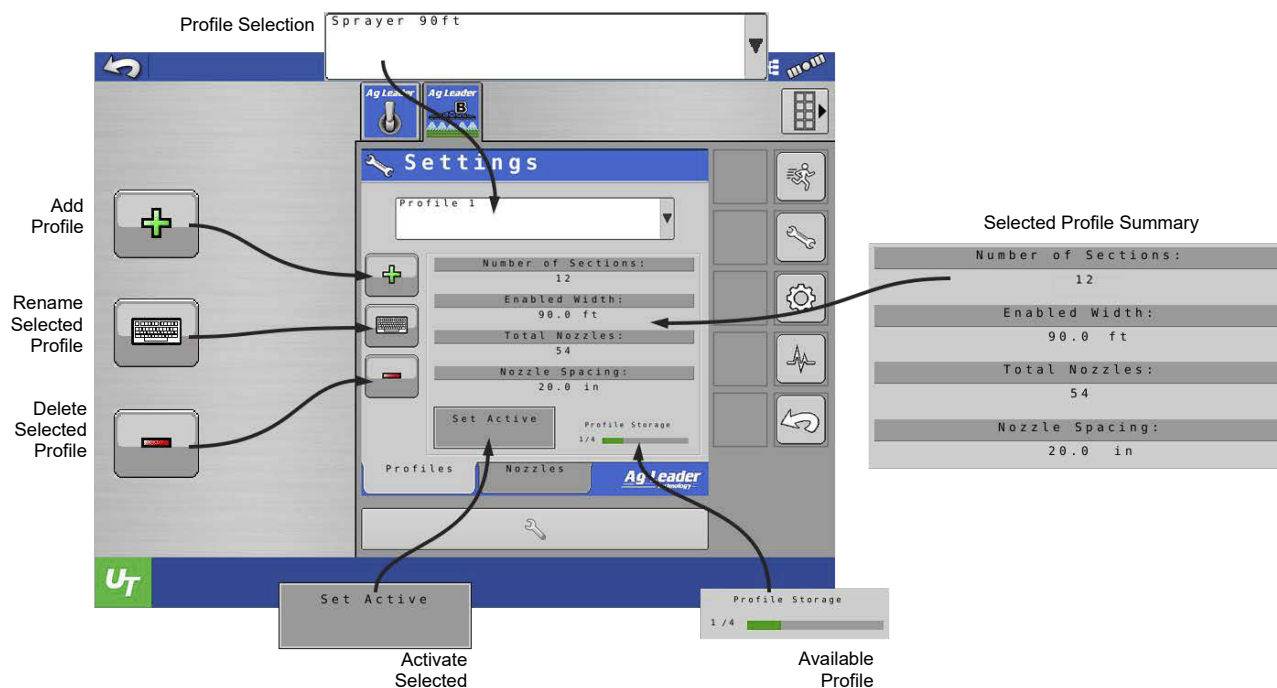 Profile Selection
Sprayer 90ft
Ag Leader
Ag Leader
B
Settings
Profile 1
Add
Profile
Rename
Selected
Profile
Delete
Selected
Profile
Number of Sections:
12
Enabled Width:
90.0 ft
Total Nozzles:
54
Nozzle Spacing:
20.0 in
Set Active
Profile Storage
1/4
Profiles
Nozzles
Ag Leader
Technology
Selected Profile Summary
Number of Sections:
12
Enabled Width:
90.0 ft
Total Nozzles:
54
Nozzle Spacing:
20.0 in
UT
Set Active
Activate
Selected
Profile Storage
1/4
Available
Profile